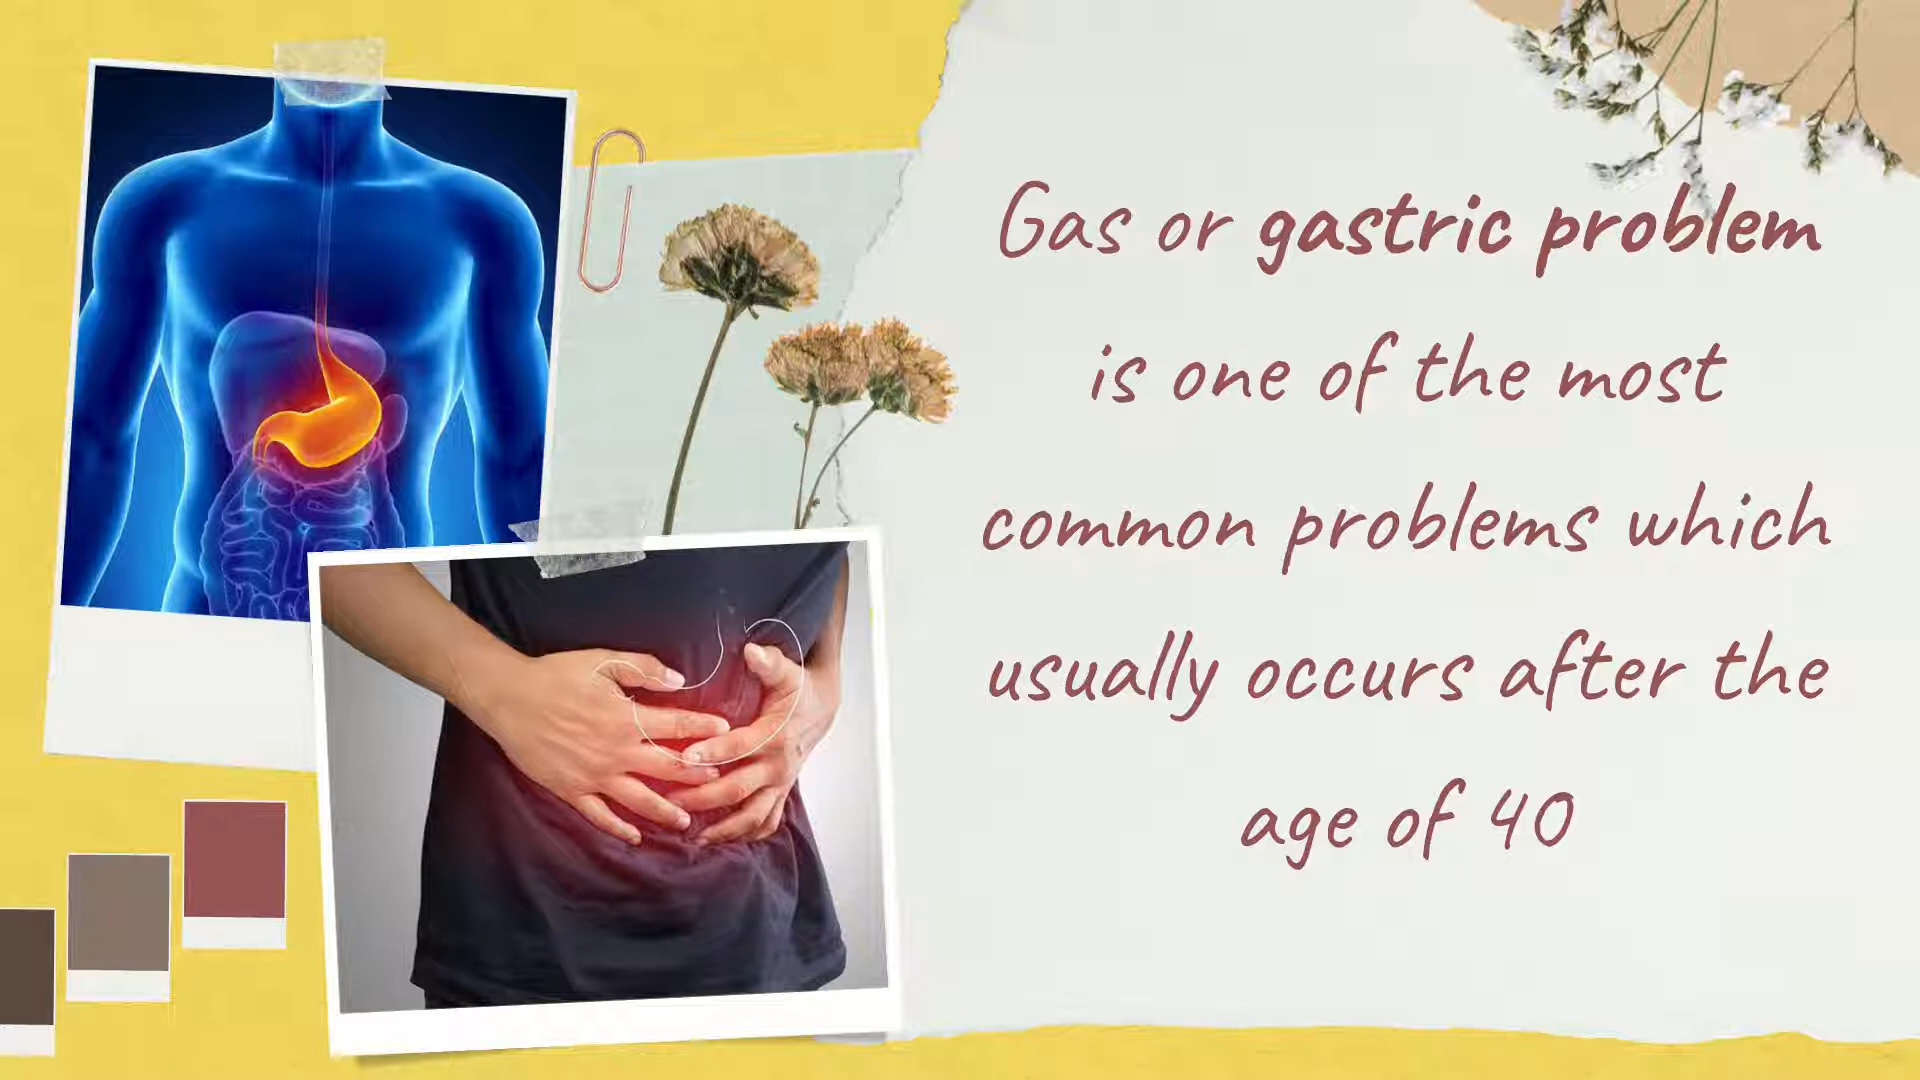 Gas or gastric problem
is one of the most
common problems which
usually occurs after the
age of 40